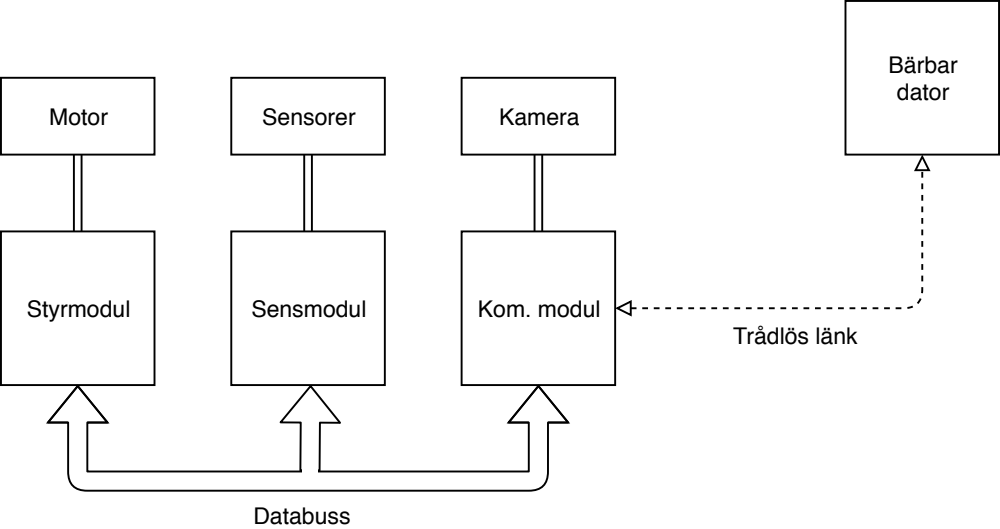 Motor
Sensorer
Kamera
Bärbar
dator
Styrmodul
Sensmodul
Kom. modul
Trådlös länk
Databuss